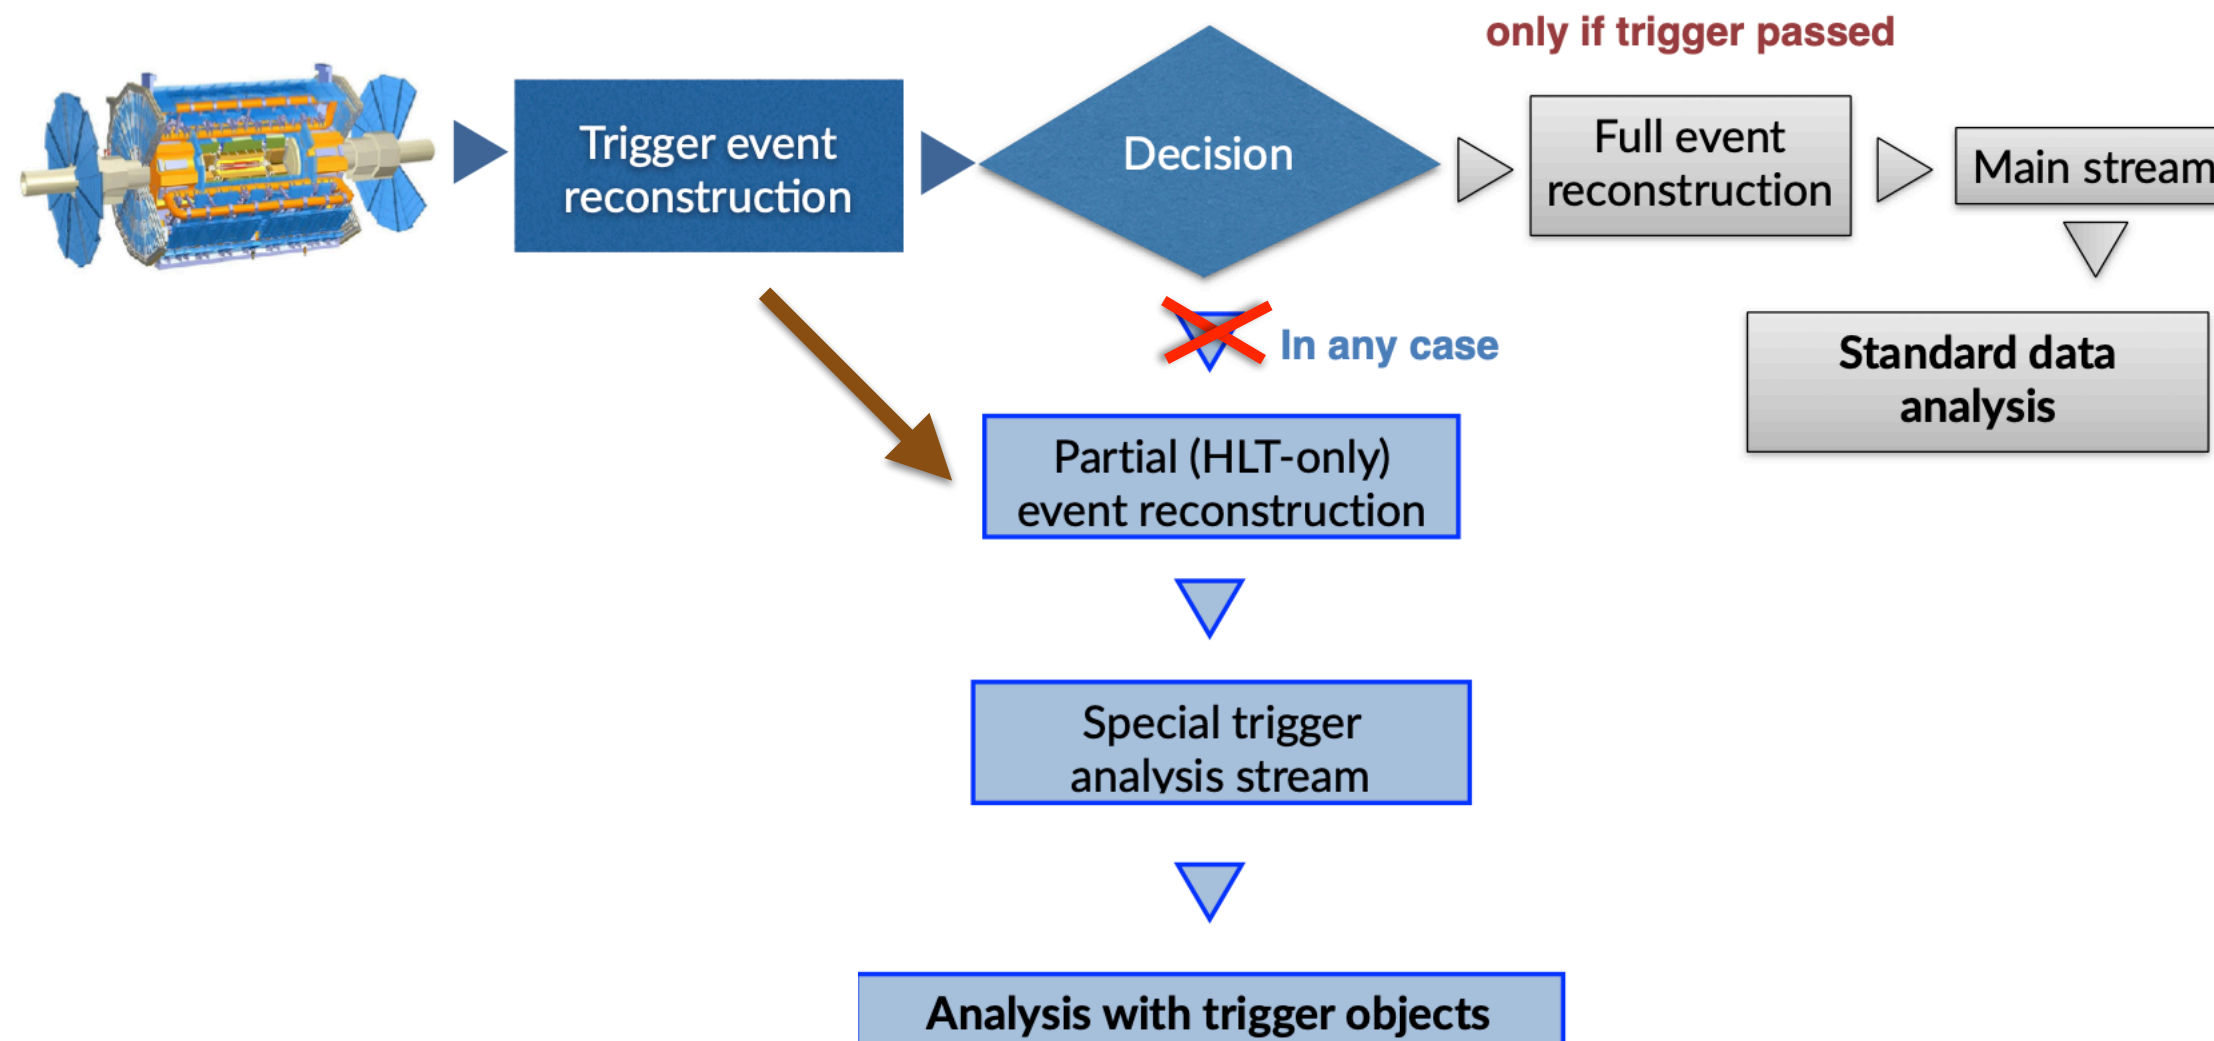 only if trigger passed
Trigger event
reconstruction
Decision
Full event
reconstruction
Main stream
In any case
Standard data
analysis
Partial (HLT-only)
event reconstruction
Special trigger
analysis stream
Analysis with trigger objects